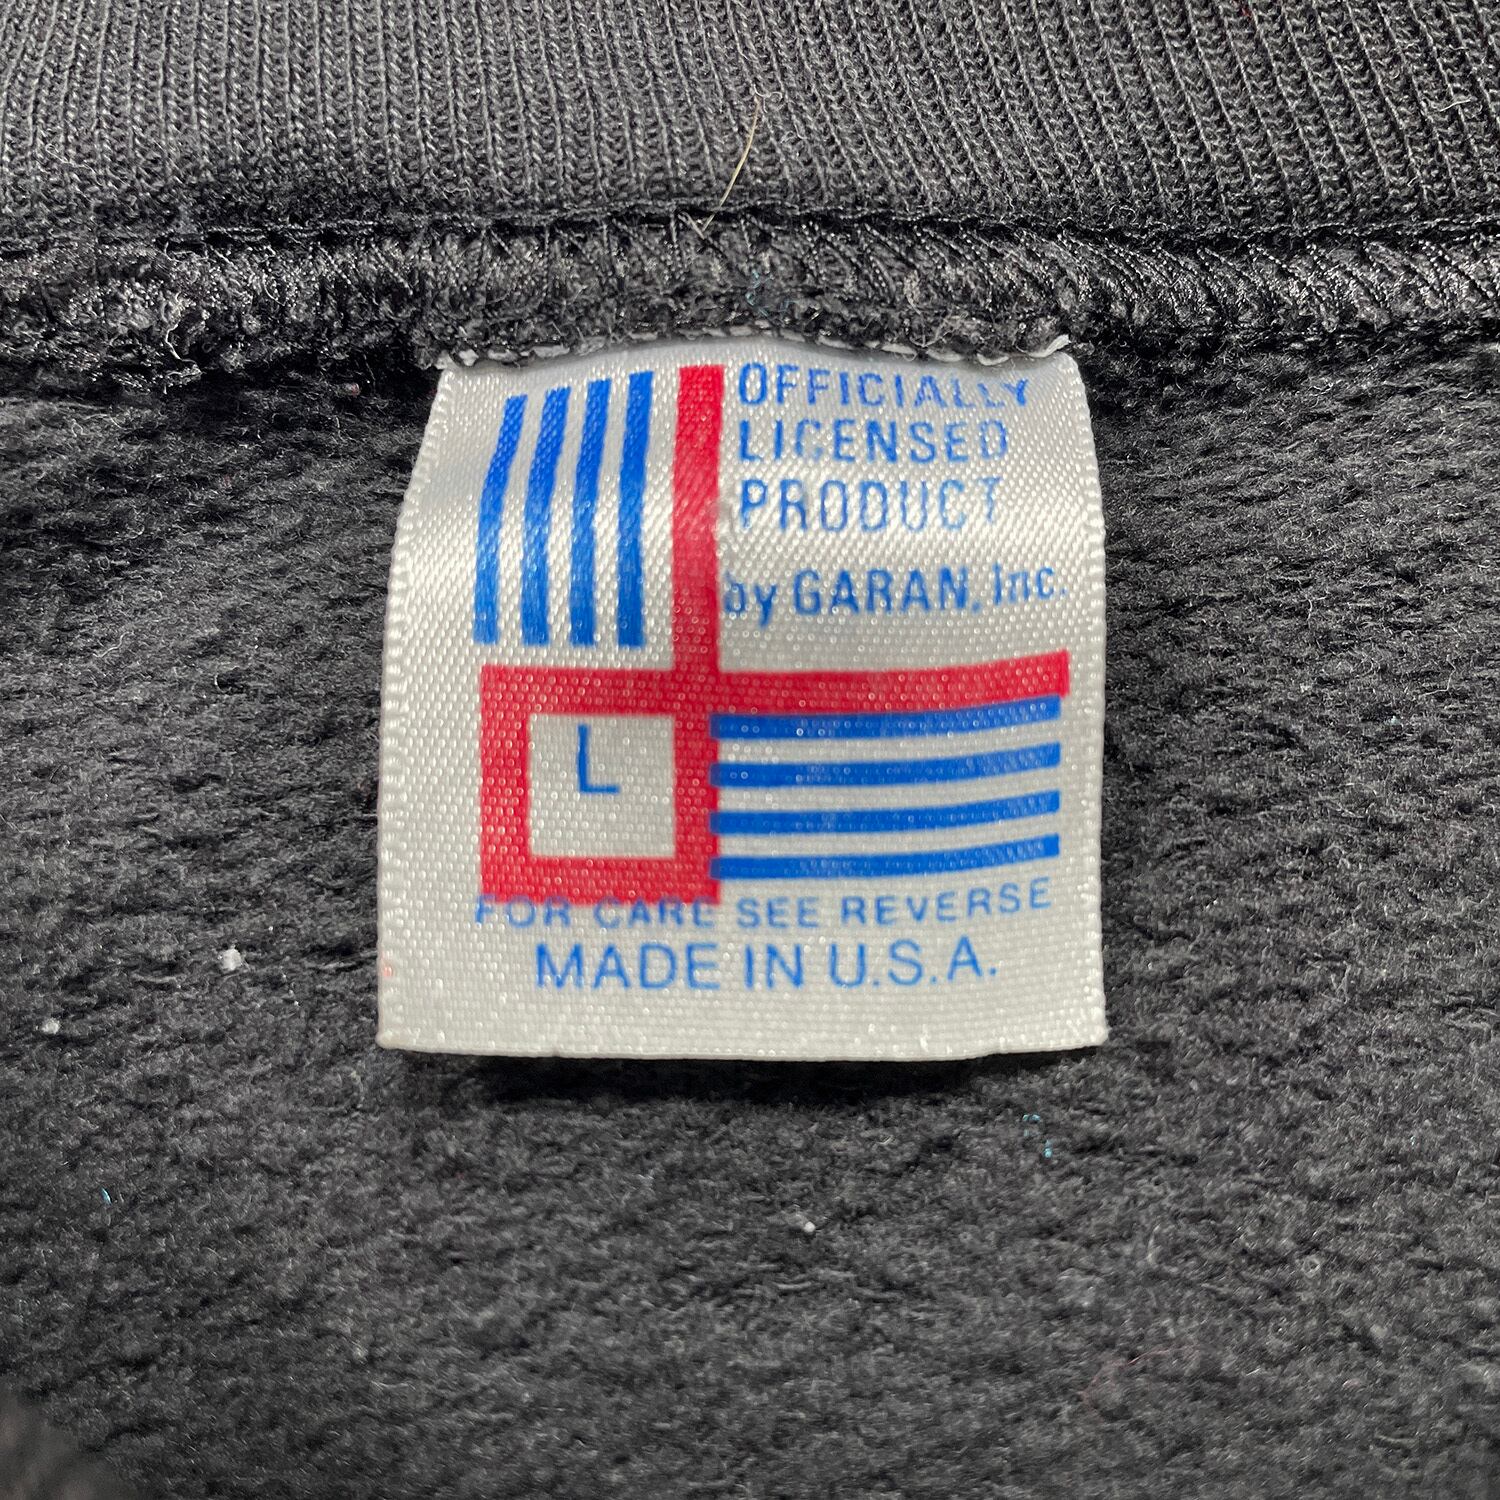 OFFICIALLY
LICENSED
PRODUCT
by GARAN, Inc.
L
FOR CARE SEE REVERSE
MADE IN U.S.A.